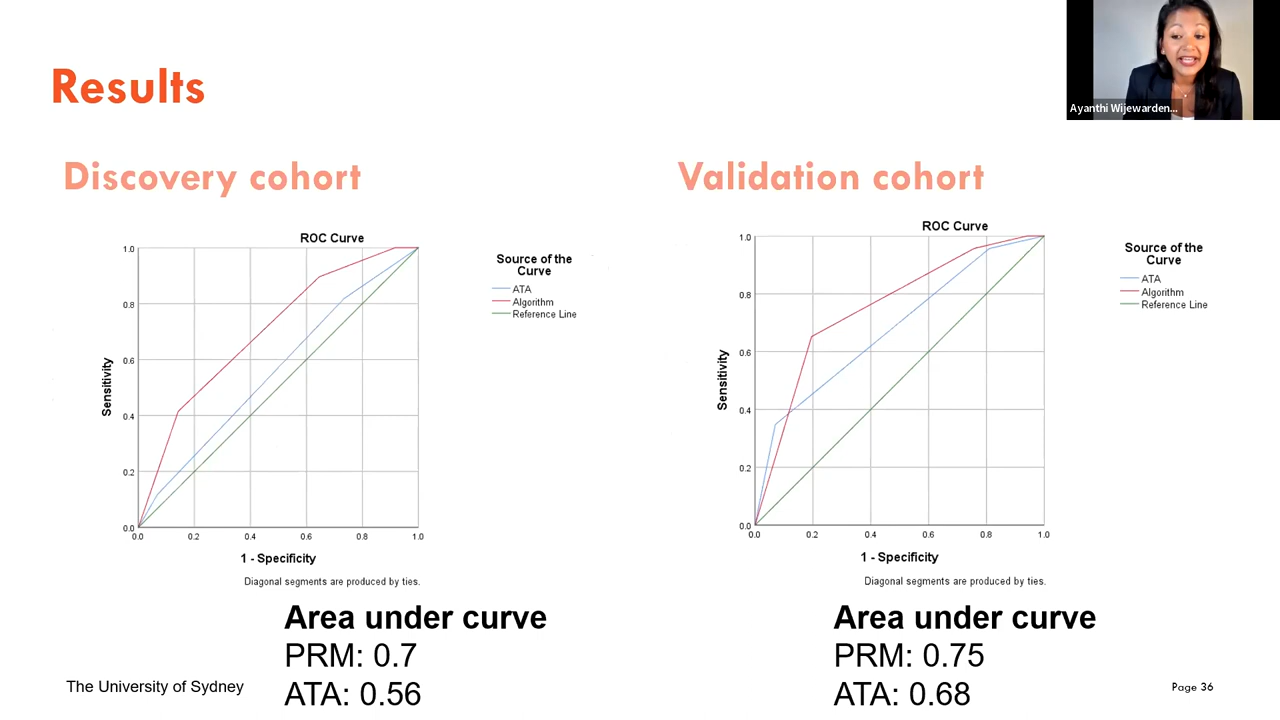 Ayanthi Wijewarden...
Results
Discovery cohort
ROC Curve
1.0
0.8
0.6
0.4
0.2
0.0
Sensitivity
0.0 0.2 0.4 0.6 0.8 1.0
1 - Specificity
Diagonal segments are produced by ties.
Source of the
Curve
ATA
Algorithm
Reference Line
Area under curve
PRM: 0.7
ATA: 0.56
Validation cohort
ROC Curve
1.0
0.8
0.6
0.4
0.2
0.0
Sensitivity
0.0 0.2 0.4 0.6 0.8 1.0
1 - Specificity
Diagonal segments are produced by ties.
Source of the
Curve
ATA
Algorithm
Reference Line
Area under curve
PRM: 0.75
ATA: 0.68
The University of Sydney
Page 36